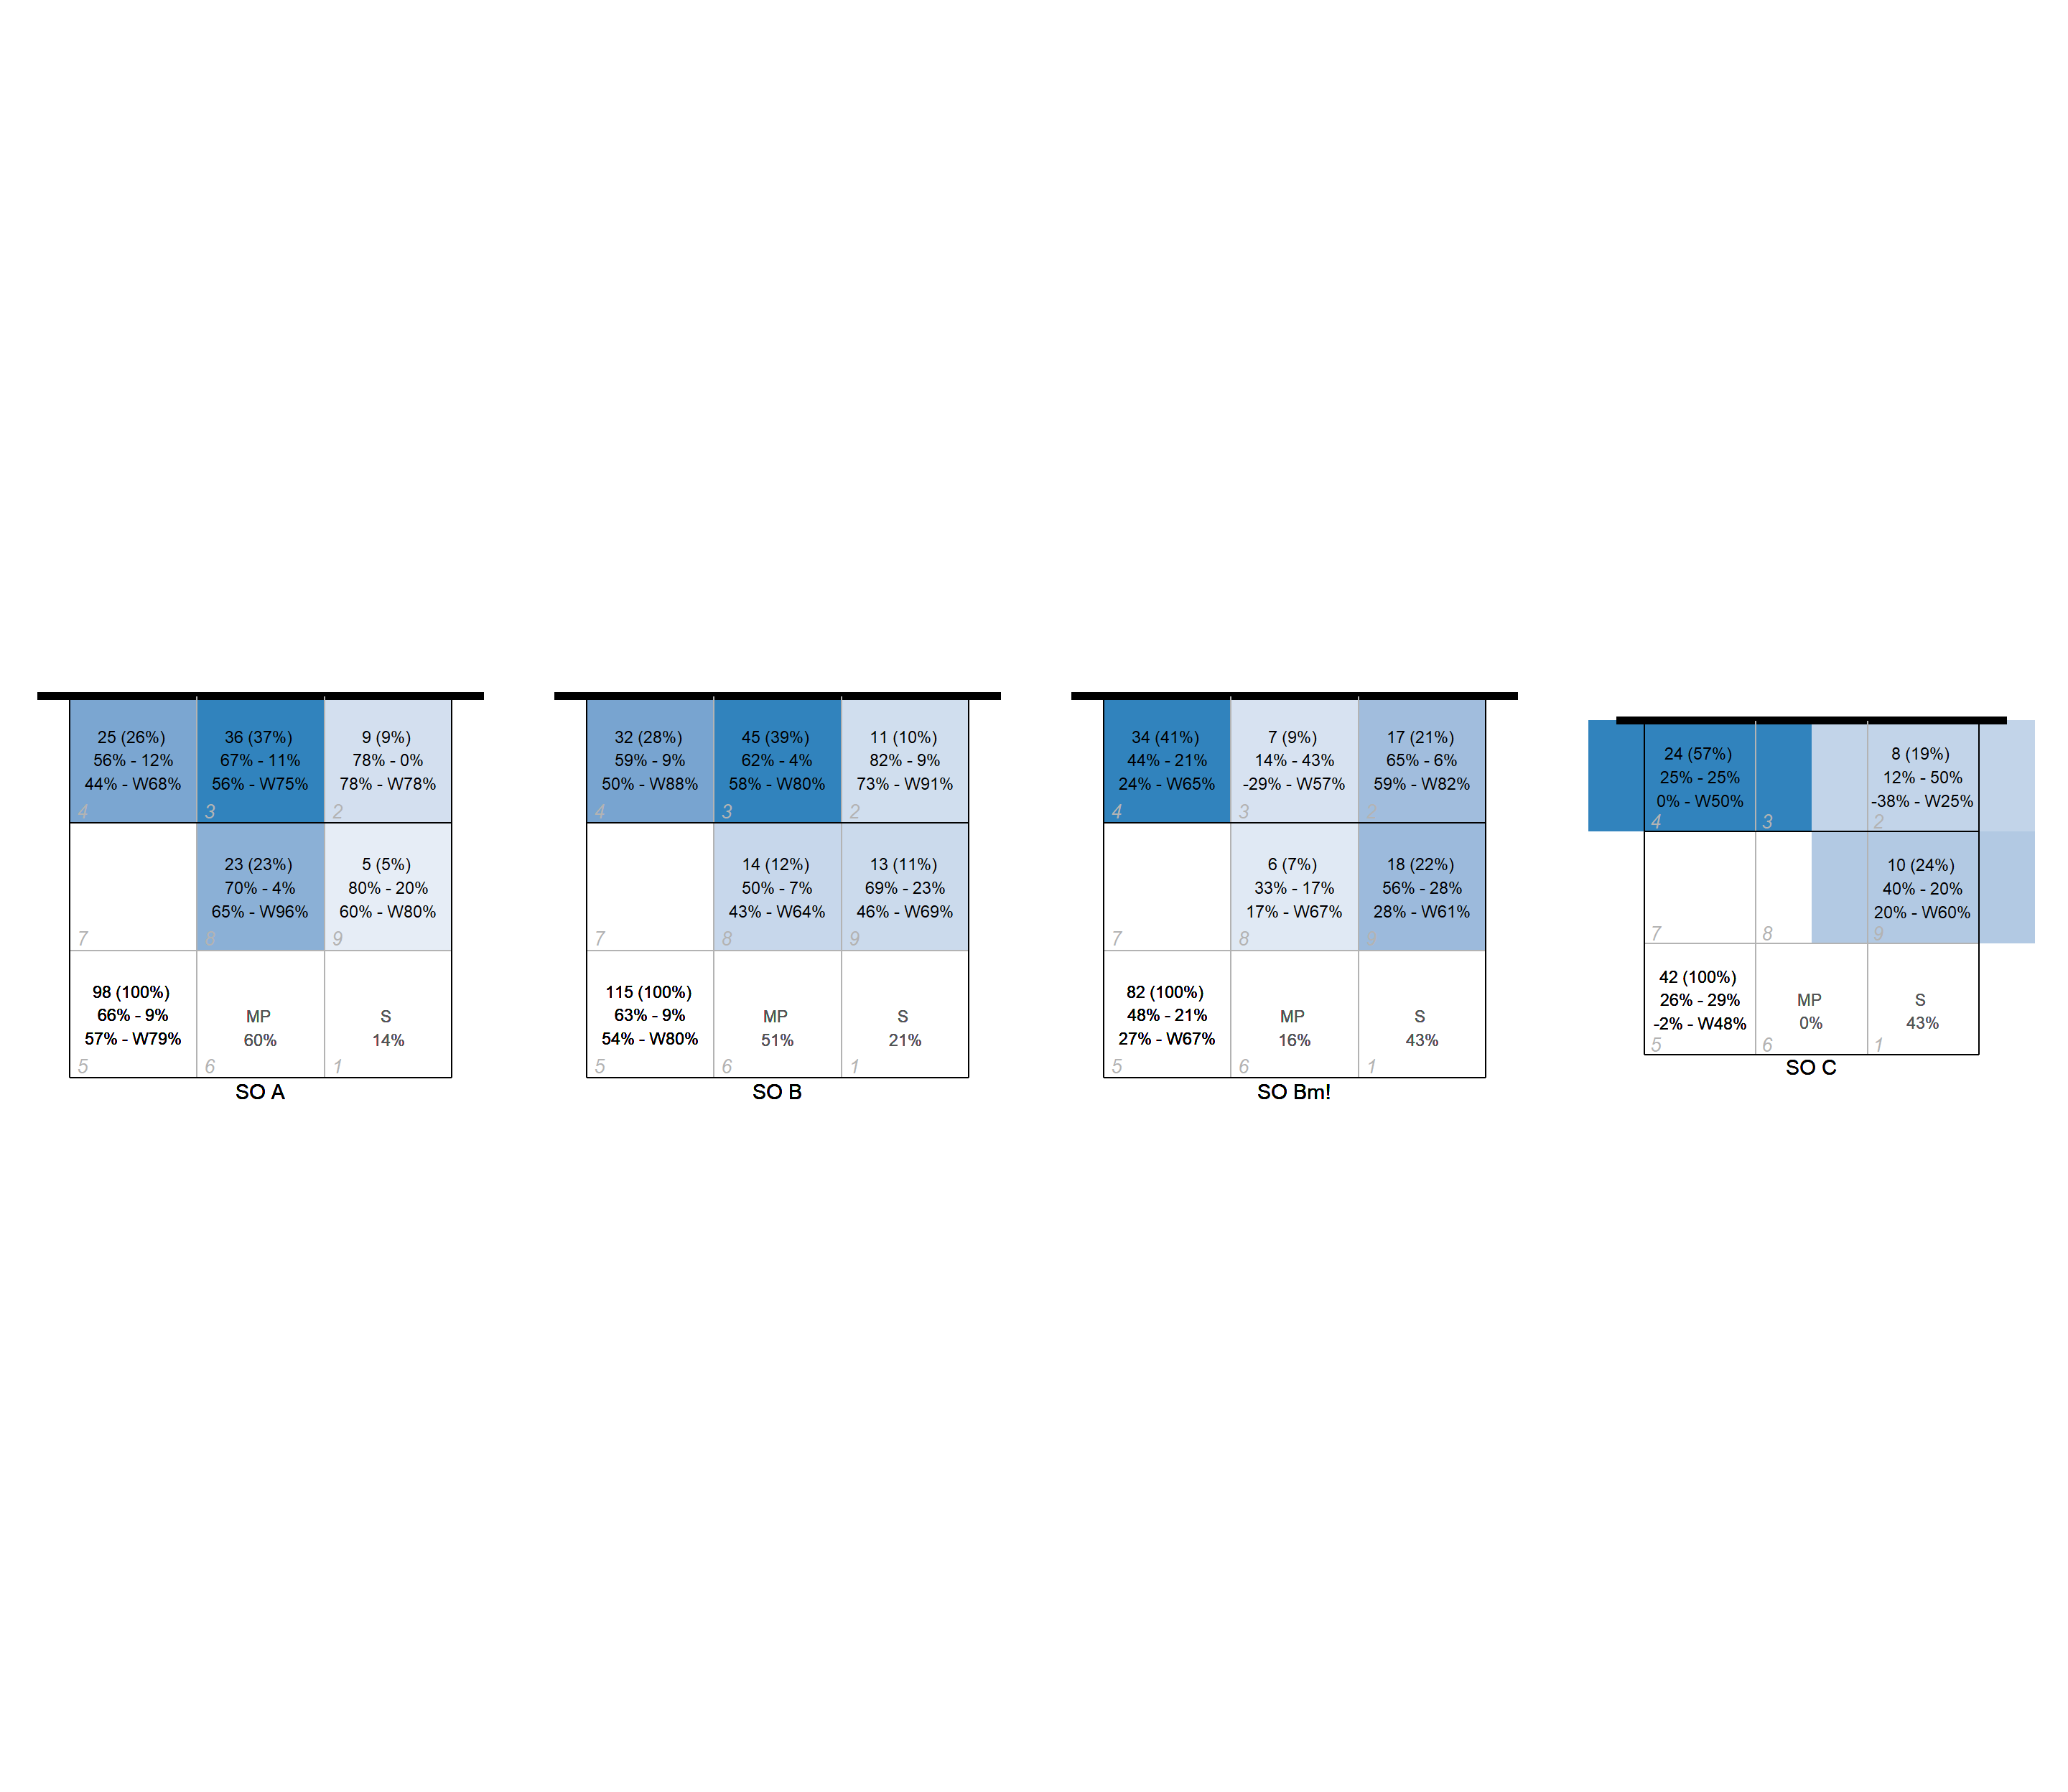 25 (26%)
56% - 12%
44% - W68%
4
36 (37%)
67% - 11%
56% - W75%
3
9 (9%)
78% - 0%
78% - W78%
2
7
23 (23%)
70% - 4%
65% - W96%
8
5 (5%)
80% - 20%
60% - W80%
9
98 (100%)
66% - 9%
57% - W79%
5
MP
60%
6
S
14%
1
SO A
32 (28%)
59% - 9%
50% - W88%
4
45 (39%)
62% - 4%
58% - W80%
3
11 (10%)
82% - 9%
73% - W91%
2
7
14 (12%)
50% - 7%
43% - W64%
8
13 (11%)
69% - 23%
46% - W69%
9
115 (100%)
63% - 9%
54% - W80%
5
MP
51%
6
S
21%
1
SO B
34 (41%)
44% - 21%
24% - W65%
4
7 (9%)
14% - 43%
-29% - W57%
3
17 (21%)
65% - 6%
59% - W82%
2
7
6 (7%)
33% - 17%
17% - W67%
8
18 (22%)
56% - 28%
28% - W61%
9
82 (100%)
48% - 21%
27% - W67%
5
MP
16%
6
S
43%
1
SO Bm!
24 (57%)
25% - 25%
0% - W50%
4
3
8 (19%)
12% - 50%
-38% - W25%
2
7
8
10 (24%)
40% - 20%
20% - W60%
9
42 (100%)
26% - 29%
-2% - W48%
5
MP
0%
6
S
43%
1
SO C